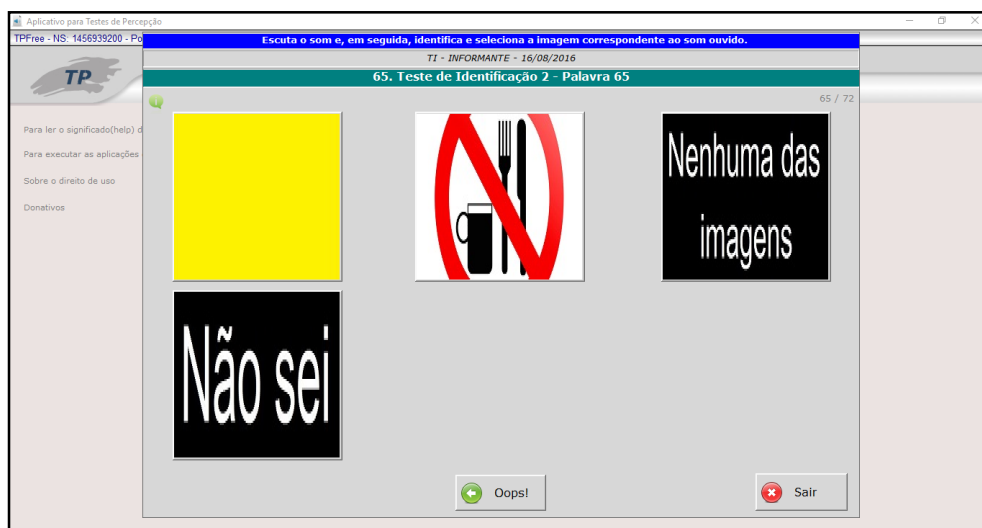 Aplicativo para Testes de Percepção
TPFree - NS: 1456939200 - Po
Escuta o som e, em seguida, identifica e seleciona a imagem correspondente ao som ouvido.
TI - INFORMANTE - 16/08/2016
TP
65. Teste de Identificação 2 - Palavra 65
65 / 72
Para ler o significado(help) d
Para executar as aplicações
Sobre o direito de uso
Donativos
Nenhuma das
imagens
Não sei
Oops!
Sair